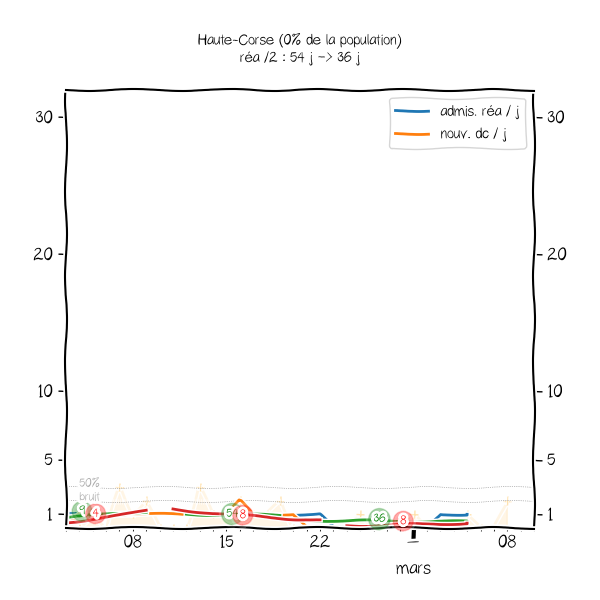 Haute-Corse (0% de la population)
réa /2 : 54 j -> 36 j
admis. réa / j
nouv. dc / j
30 30
20 20
10 10
5 5
50%
bruit
1 4 54 8 36 8 1
08 15 22 1 08
mars